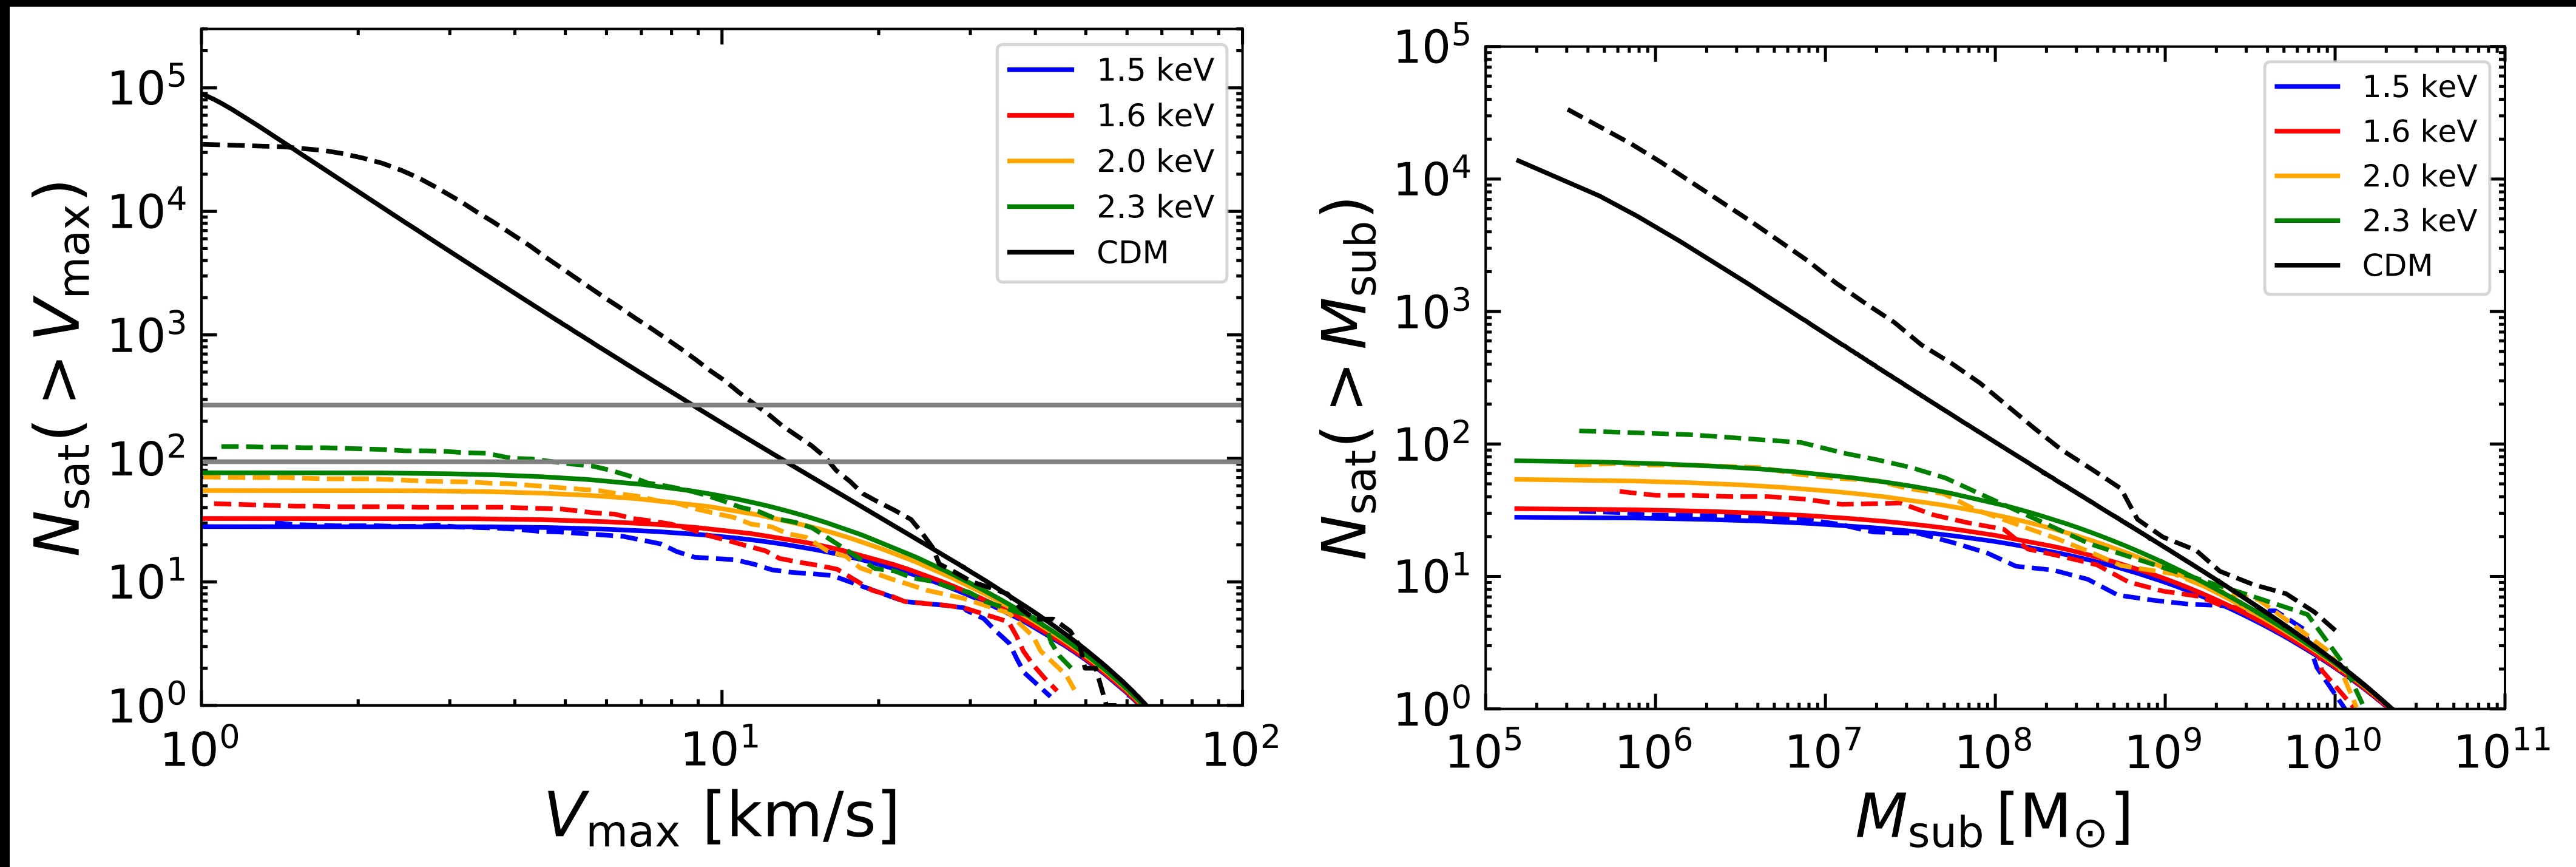 N_sat( > V_max)
10^5
10^4
10^3
10^2
10^1
10^0
1.5 keV
1.6 keV
2.0 keV
2.3 keV
CDM
10^0 10^1 10^2
V_max [km/s]
N_sat( > M_sub)
10^5
10^4
10^3
10^2
10^1
10^0
1.5 keV
1.6 keV
2.0 keV
2.3 keV
CDM
10^5 10^6 10^7 10^8 10^9 10^10 10^11
M_sub [M_⊙]